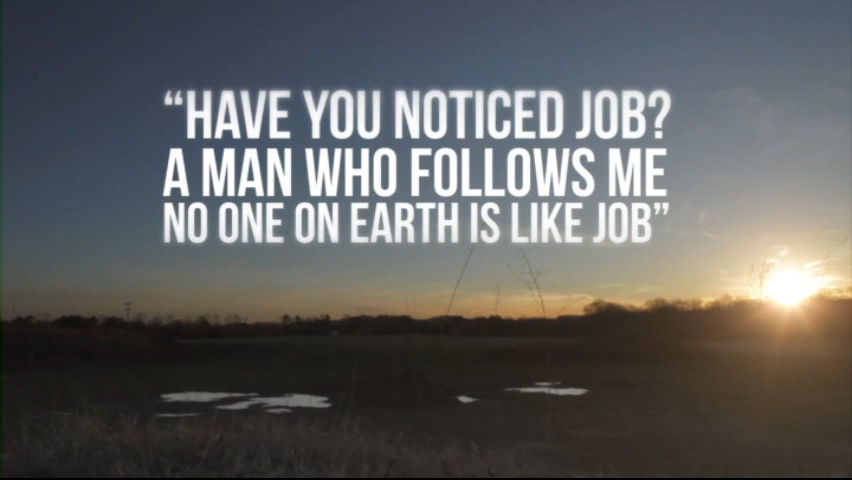 “HAVE YOU NOTICED JOB?
A MAN WHO FOLLOWS ME
NO ONE ON EARTH IS LIKE JOB”